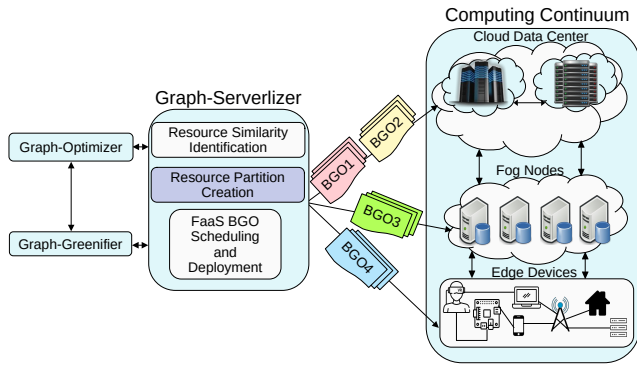 Computing Continuum
Cloud Data Center
Graph-Serverlizer
Resource Similarity
Identification
Graph-Optimizer
Resource Partition
Creation
Graph-Greenifier
FaaS BGO
Scheduling
and
Deployment
BGO1
BGO2
BGO3
BGO4
Fog Nodes
Edge Devices